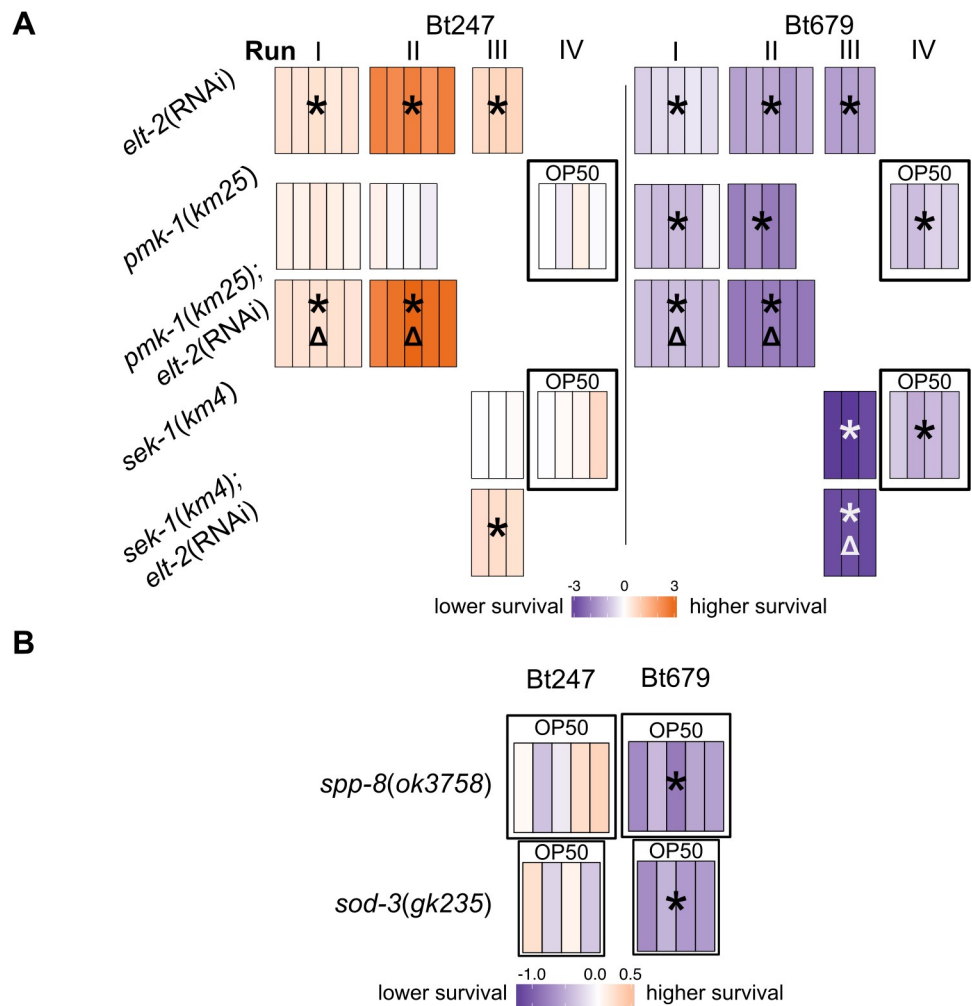 A
Bt247 Bt679
Run I II III IV I II III IV
elt-2(RNAi)
* * * * * *
OP50 OP50
pmk-1(km25)
* * *
pmk-1(km25);
elt-2(RNAi)
* * * *
Δ Δ Δ Δ
OP50 OP50
sek-1(km4)
* *
sek-1(km4);
elt-2(RNAi)
* *
Δ
-3 0 3
lower survival higher survival
B
Bt247 Bt679
OP50 OP50
spp-8(ok3758)
*
OP50 OP50
sod-3(gk235)
*
-1.0 0.0 0.5
lower survival higher survival